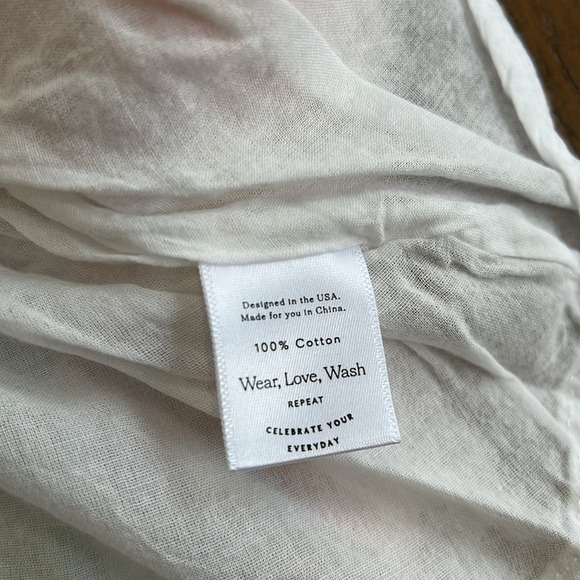 Designed in the USA.
Made for you in China.
100% Cotton
Wear, Love, Wash
REPEAT
CELEBRATE YOUR
EVERYDAY